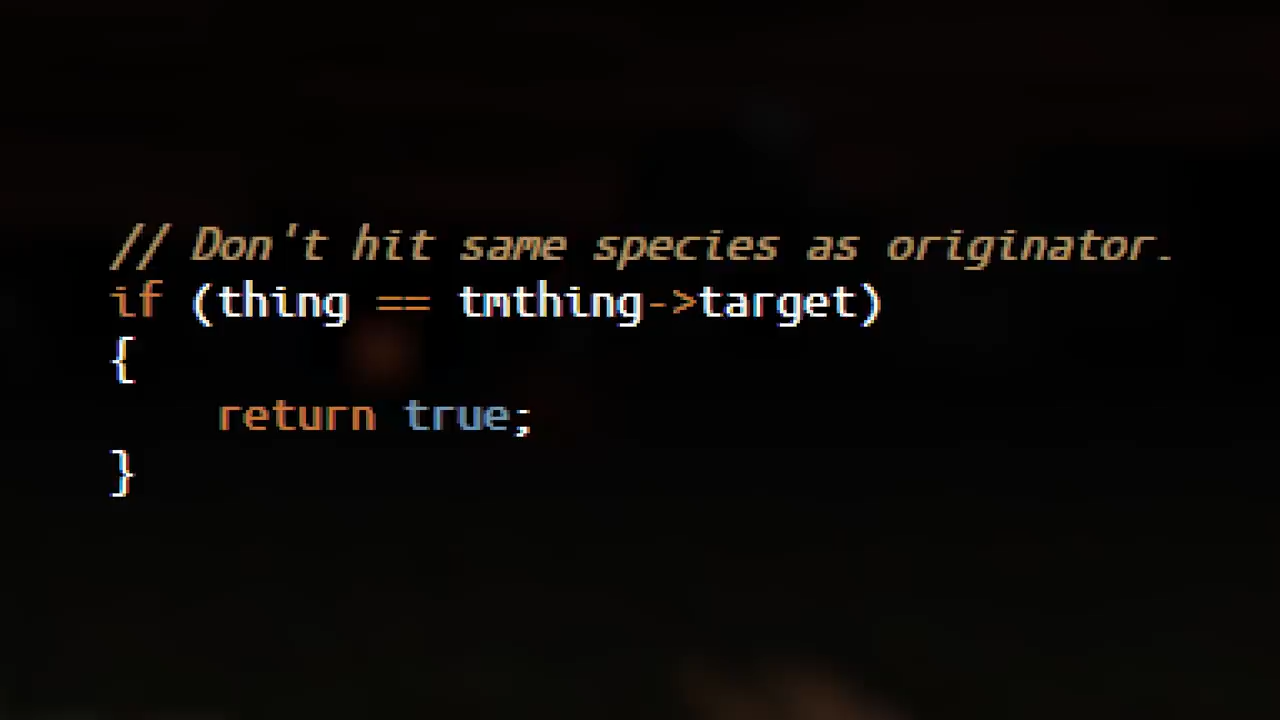 // Don't hit same species as originator.
if (thing == tmthing->target)
{
    return true;
}